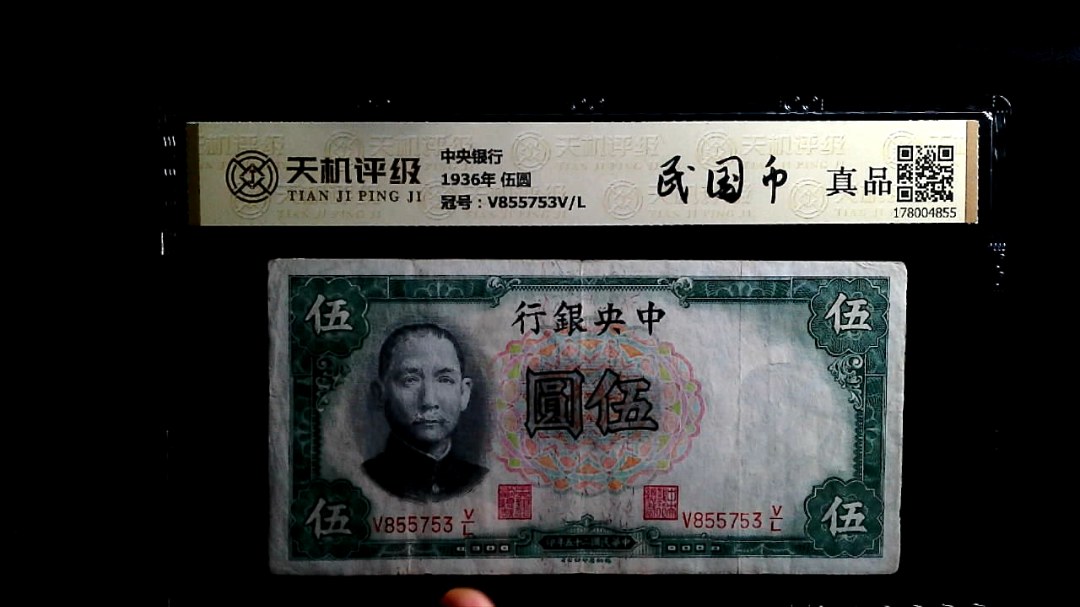 天机评级
TIAN JI PING JI
中央银行
1936年 伍圆
冠号：V855753V/L
民国币
真品
178004855
伍
行銀央中
伍
圓伍
伍
V855753 V/L
V855753 V/L
伍